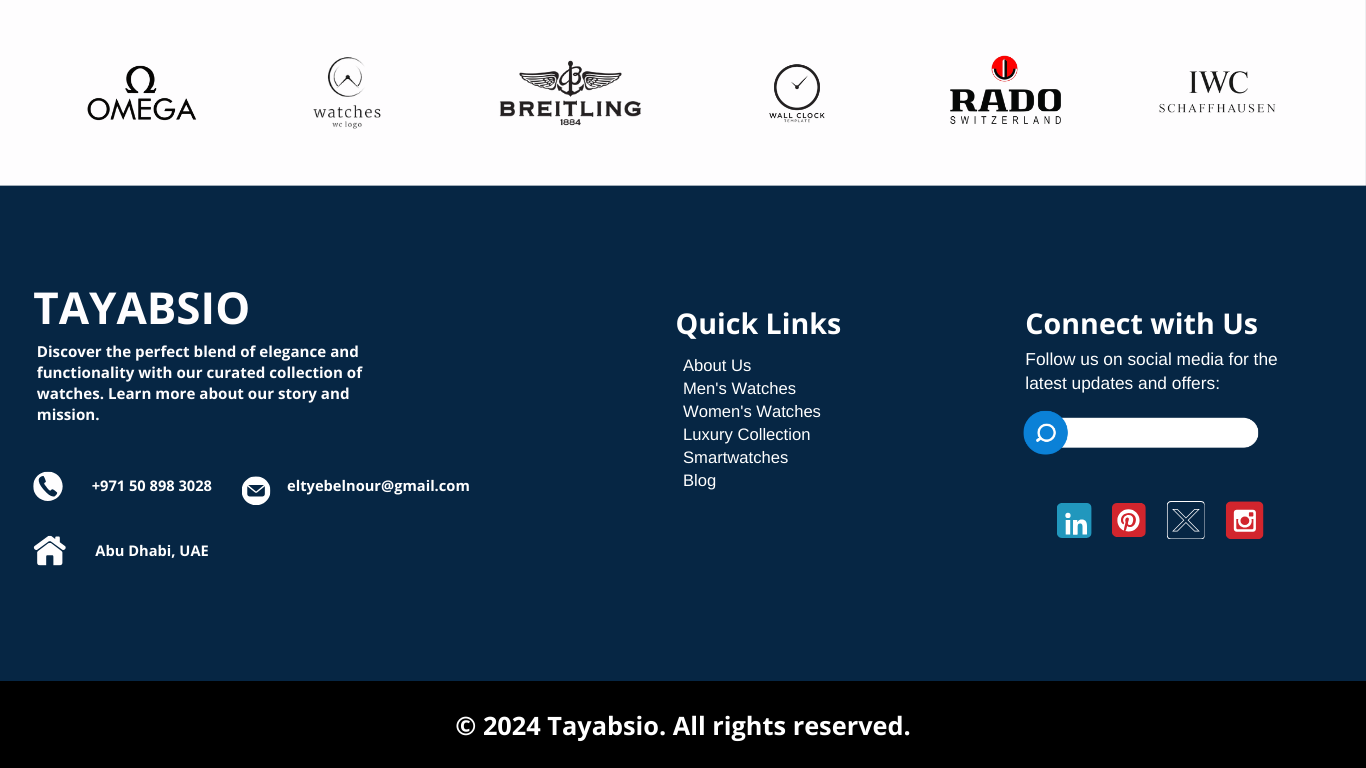 OMEGA
watches
wc logo
BREITLING
1884
WALL CLOCK
TEMPLATE
RADO
SWITZERLAND
IWC
SCHAFFHAUSEN
TAYABSIO
Discover the perfect blend of elegance and
functionality with our curated collection of
watches. Learn more about our story and
mission.
+971 50 898 3028
eltyebelnour@gmail.com
Abu Dhabi, UAE
Quick Links
About Us
Men's Watches
Women's Watches
Luxury Collection
Smartwatches
Blog
Connect with Us
Follow us on social media for the
latest updates and offers:
in
© 2024 Tayabsio. All rights reserved.